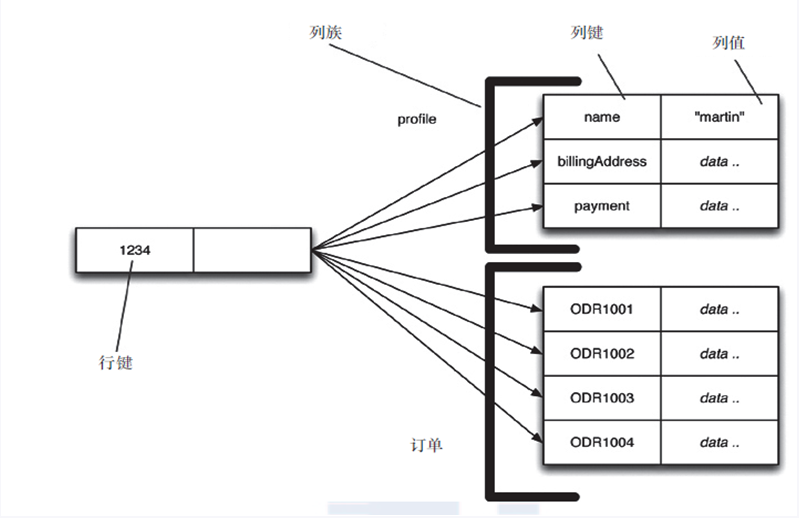 列族
列键
列值
profile
name
"martin"
billingAddress
data ..
payment
data ..
1234
行键
ODR1001
data ..
ODR1002
data ..
ODR1003
data ..
订单
ODR1004
data ..